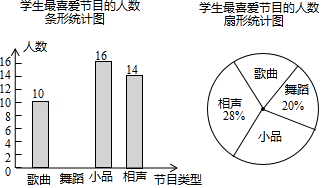 学生最喜爱节目的人数
条形统计图
人数
16
14
12
10
8
6
4
2
0
10
16
14
歌曲 舞蹈 小品 相声 节目类型
学生最喜爱节目的人数
扇形统计图
歌曲
舞蹈
20%
相声
28%
小品